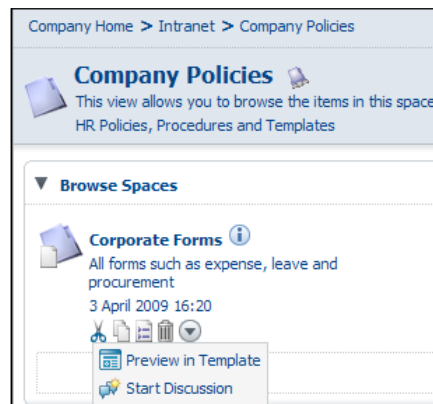 Company Home > Intranet > Company Policies
Company Policies
This view allows you to browse the items in this space
HR Policies, Procedures and Templates
Browse Spaces
Corporate Forms
All forms such as expense, leave and
procurement
3 April 2009 16:20
Preview in Template
Start Discussion